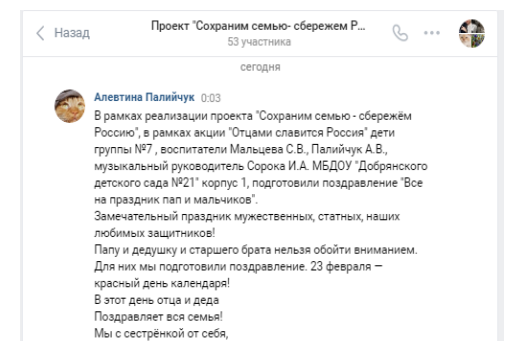 Назад
Проект "Сохраним семью- сбережем Р...
53 участника
сегодня
Алевтина Палийчук 0:03
В рамках реализации проекта "Сохраним семью - сбережём
Россию", в рамках акции "Отцами славится Россия" дети
группы №7 , воспитатели Мальцева С.В., Палийчук А.В.,
музыкальный руководитель Сорока И.А. МБДОУ "Добрянского
детского сада №21" корпус 1, подготовили поздравление "Все
на праздник пап и мальчиков".
Замечательный праздник мужественных, статных, наших
любимых защитников!
Папу и дедушку и старшего брата нельзя обойти вниманием.
Для них мы подготовили поздравление. 23 февраля —
красный день календаря!
В этот день отца и деда
Поздравляет вся семья!
Мы с сестрёнкой от себя,